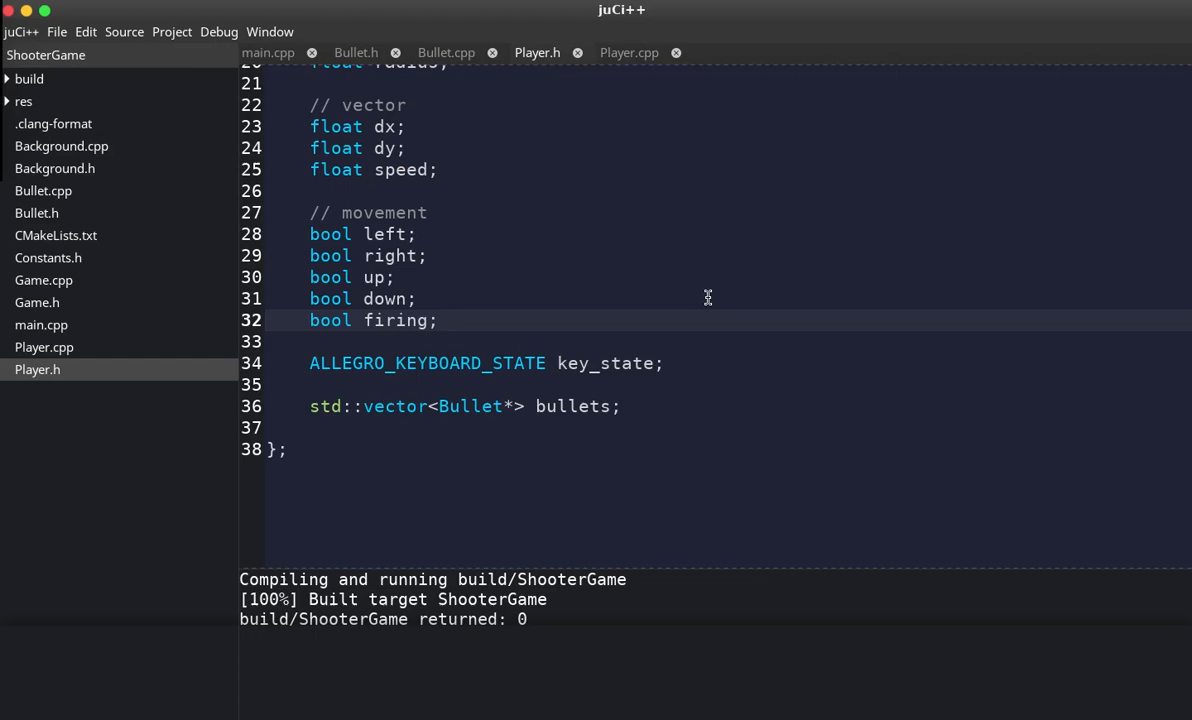 juCi++
juCi++ File Edit Source Project Debug Window
ShooterGame
build
res
.clang-format
Background.cpp
Background.h
Bullet.cpp
Bullet.h
CMakeLists.txt
Constants.h
Game.cpp
Game.h
main.cpp
Player.cpp
Player.h
main.cpp Bullet.h Bullet.cpp Player.h Player.cpp
20 float radius;
21
22 // vector
23 float dx;
24 float dy;
25 float speed;
26
27 // movement
28 bool left;
29 bool right;
30 bool up;
31 bool down;
32 bool firing;
33
34 ALLEGRO_KEYBOARD_STATE key_state;
35
36 std::vector<Bullet*> bullets;
37
38 };
Compiling and running build/ShooterGame
[100%] Built target ShooterGame
build/ShooterGame returned: 0